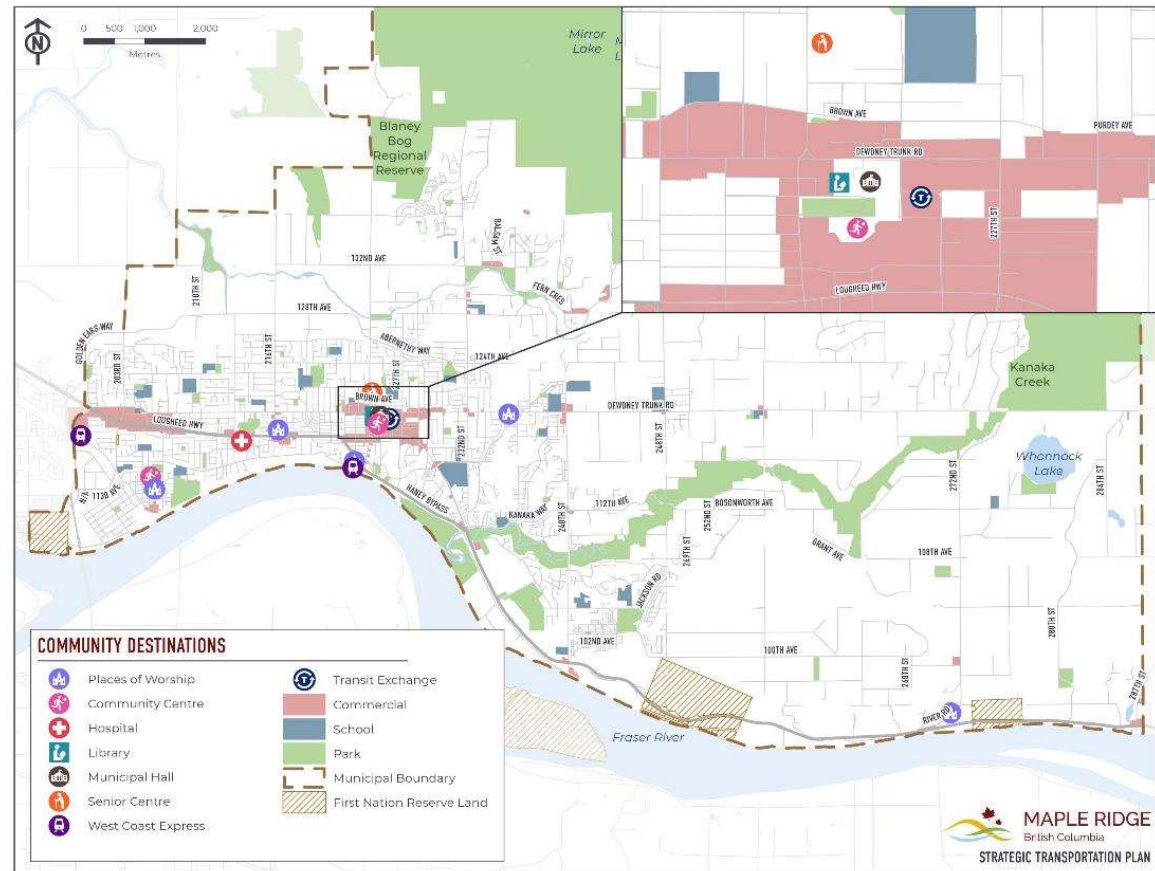 N
0 500 1,000 2,000
Metres
Mirror
Lake
Blaney
Bog
Regional
Reserve
BALSAM ST
132ND AVE
FERN CRES
210TH ST
128TH AVE
GOLDEN EARS WAY
ABERNETHY WAY
203RD ST
216TH ST
124TH AVE
227TH ST
BROWN AVE
LOUGHEED HWY
DEWDNEY TRUNK RD
232ND ST
248TH ST
Kanaka
Creek
Whonnock
Lake
272ND ST
284TH ST
113B AVE
HANEY BYPASS
KANAKA WAY
240TH ST
112TH AVE
252ND ST
BOSONWORTH AVE
GRANT AVE
108TH AVE
249TH ST
JACKSON RD
102ND AVE
100TH AVE
280TH ST
268TH ST
287TH ST
RIVER RD
Fraser River
BROWN AVE
PURDEY AVE
DEWDNEY TRUNK RD
227TH ST
LOUGHEED HWY
COMMUNITY DESTINATIONS
Places of Worship
Community Centre
Hospital
Library
Municipal Hall
Senior Centre
West Coast Express
T
Transit Exchange
Commercial
School
Park
Municipal Boundary
First Nation Reserve Land
MAPLE RIDGE
British Columbia
STRATEGIC TRANSPORTATION PLAN